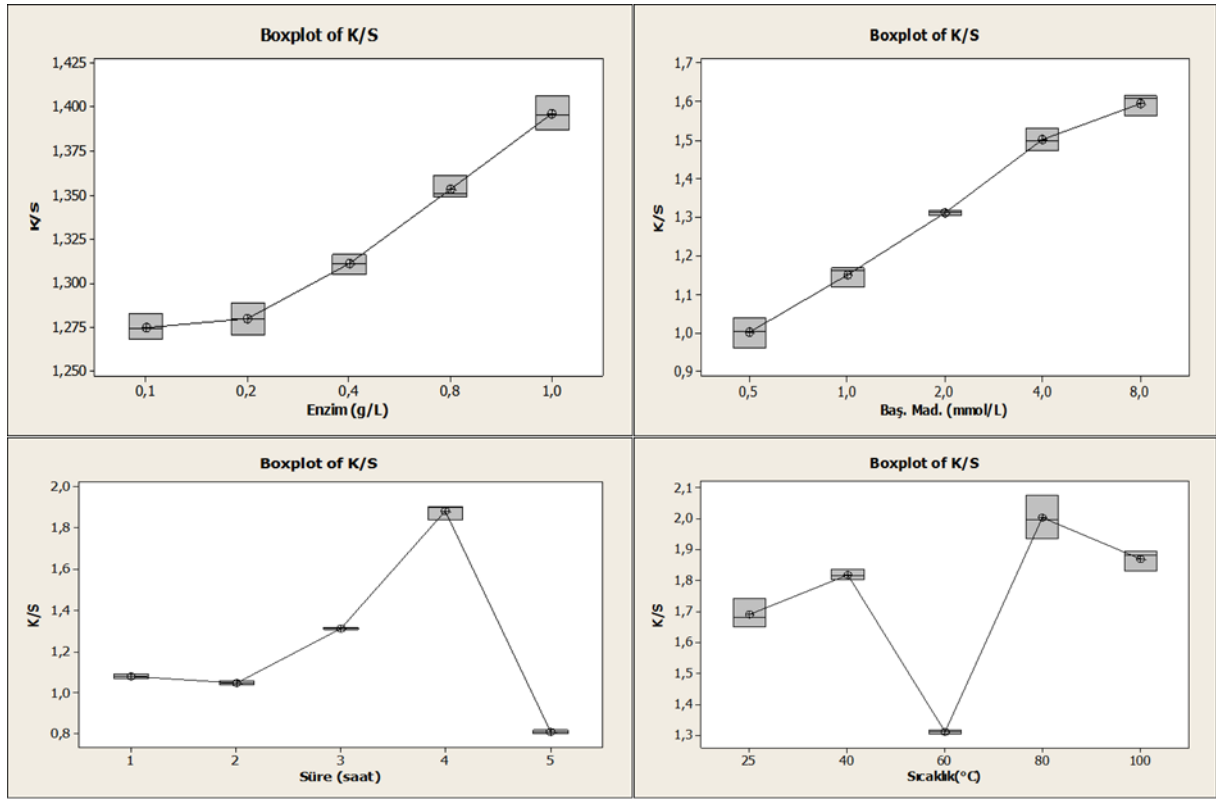 Boxplot of K/S
K/S
1,425
1,400
1,375
1,350
1,325
1,300
1,275
1,250
0,1 0,2 0,4 0,8 1,0
Enzim (g/L)
Boxplot of K/S
K/S
1,7
1,6
1,5
1,4
1,3
1,2
1,1
1,0
0,9
0,5 1,0 2,0 4,0 8,0
Baş. Mad. (mmol/L)
Boxplot of K/S
K/S
2,0
1,8
1,6
1,4
1,2
1,0
0,8
1 2 3 4 5
Süre (saat)
Boxplot of K/S
K/S
2,1
2,0
1,9
1,8
1,7
1,6
1,5
1,4
1,3
25 40 60 80 100
Sıcaklık(°C)